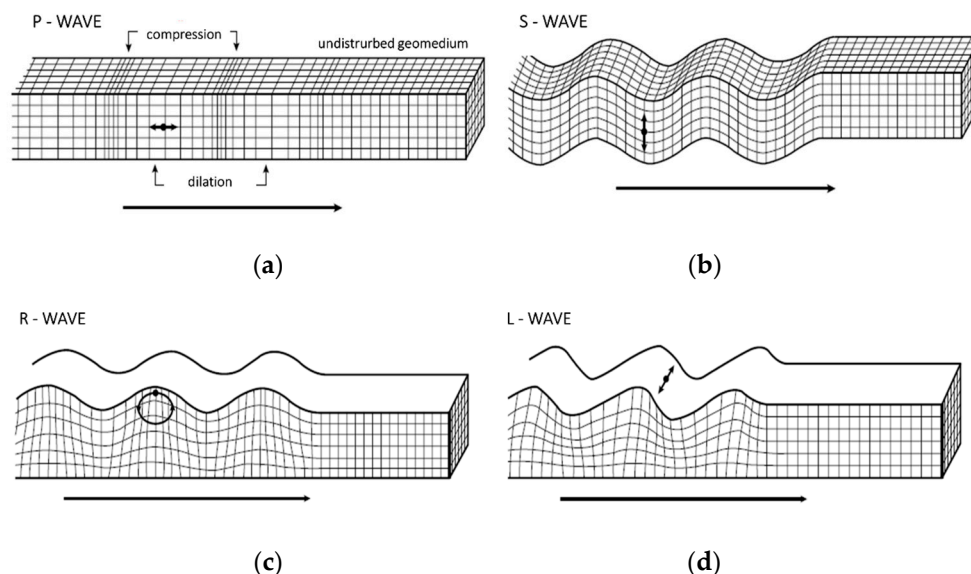 P - WAVE
compression
undistrurbed geomedium
dilation
(a)
S - WAVE
(b)
R - WAVE
(c)
L - WAVE
(d)